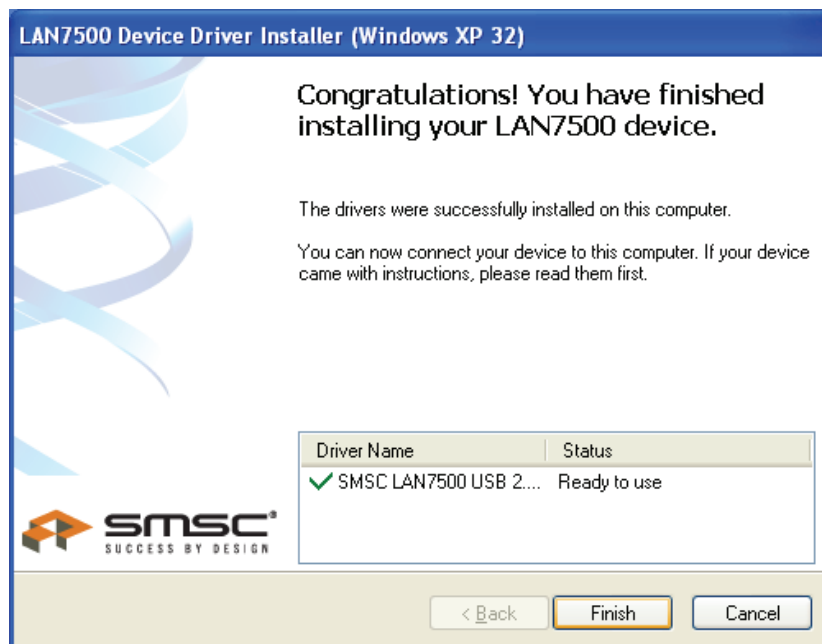 LAN7500 Device Driver Installer (Windows XP 32)
Congratulations! You have finished
installing your LAN7500 device.
The drivers were successfully installed on this computer.
You can now connect your device to this computer. If your device
came with instructions, please read them first.
Driver Name Status
SMSC LAN7500 USB 2.... Ready to use
smsc®
SUCCESS BY DESIGN
< Back Finish Cancel